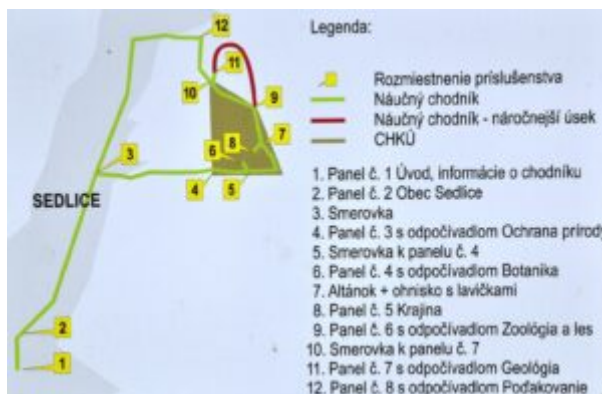 12
11
10
9
8
7
6
3
4
5
SEDLICE
2
1
Legenda:
Rozmiestnenie príslušenstva
Náučný chodník
Náučný chodník - náročnejší úsek
CHKÚ
1. Panel č. 1 Úvod, informácie o chodníku
2. Panel č. 2 Obec Sedlice
3. Smerovka
4. Panel č. 3 s odpočívadlom Ochrana prírody
5. Smerovka k panelu č. 4
6. Panel č. 4 s odpočívadlom Botanika
7. Altánok + ohnisko s lavičkami
8. Panel č. 5 Krajina
9. Panel č. 6 s odpočívadlom Zoológia a les
10. Smerovka k panelu č. 7
11. Panel č. 7 s odpočívadlom Geológia
12. Panel č. 8 s odpočívadlom Poďakovanie